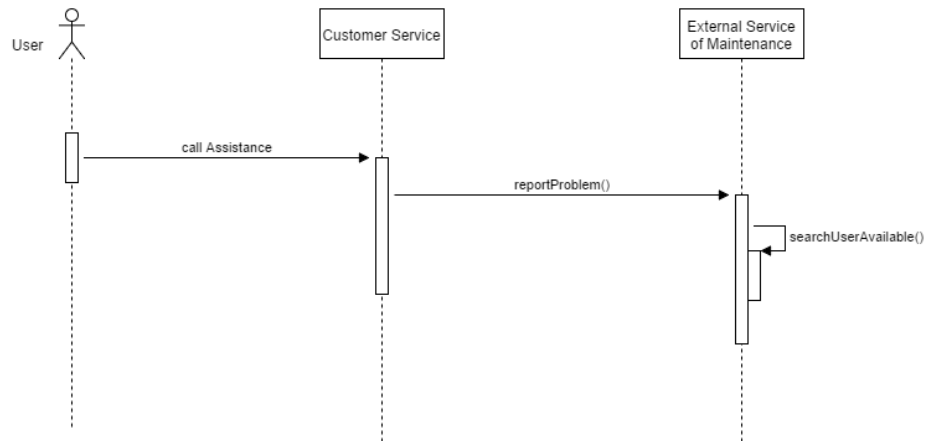 User
Customer Service
External Service
of Maintenance
call Assistance
reportProblem()
searchUserAvailable()